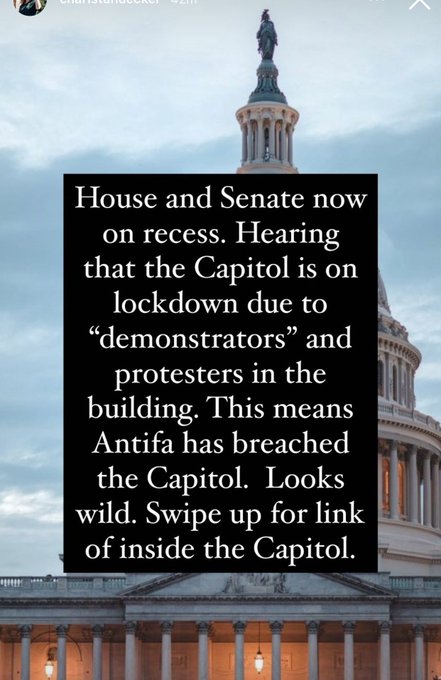 House and Senate now
on recess. Hearing
that the Capitol is on
lockdown due to
“demonstrators” and
protesters in the
building. This means
Antifa has breached
the Capitol.  Looks
wild. Swipe up for link
of inside the Capitol.